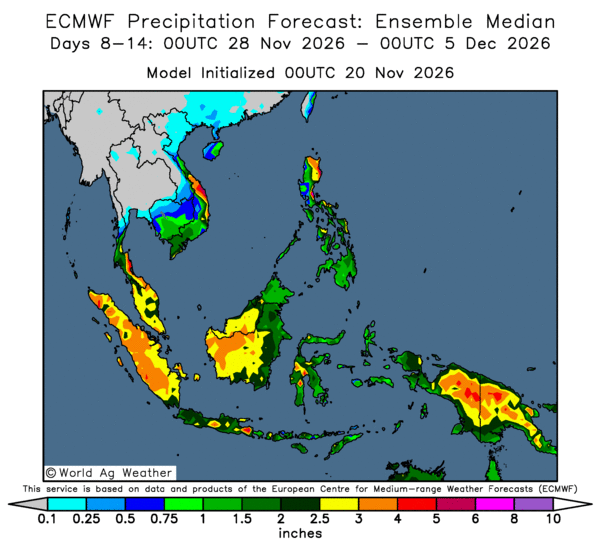 ECMWF Precipitation Forecast: Ensemble Median
Days 8–14: 00UTC 28 Nov 2026 – 00UTC 5 Dec 2026
Model Initialized 00UTC 20 Nov 2026
©World Ag Weather
This service is based on data and products of the European Centre for Median-range Weather Forecasts (ECMWF)
0.1 0.25 0.5 0.75 1 1.5 2 2.5 3 4 5 6 8 10
inches